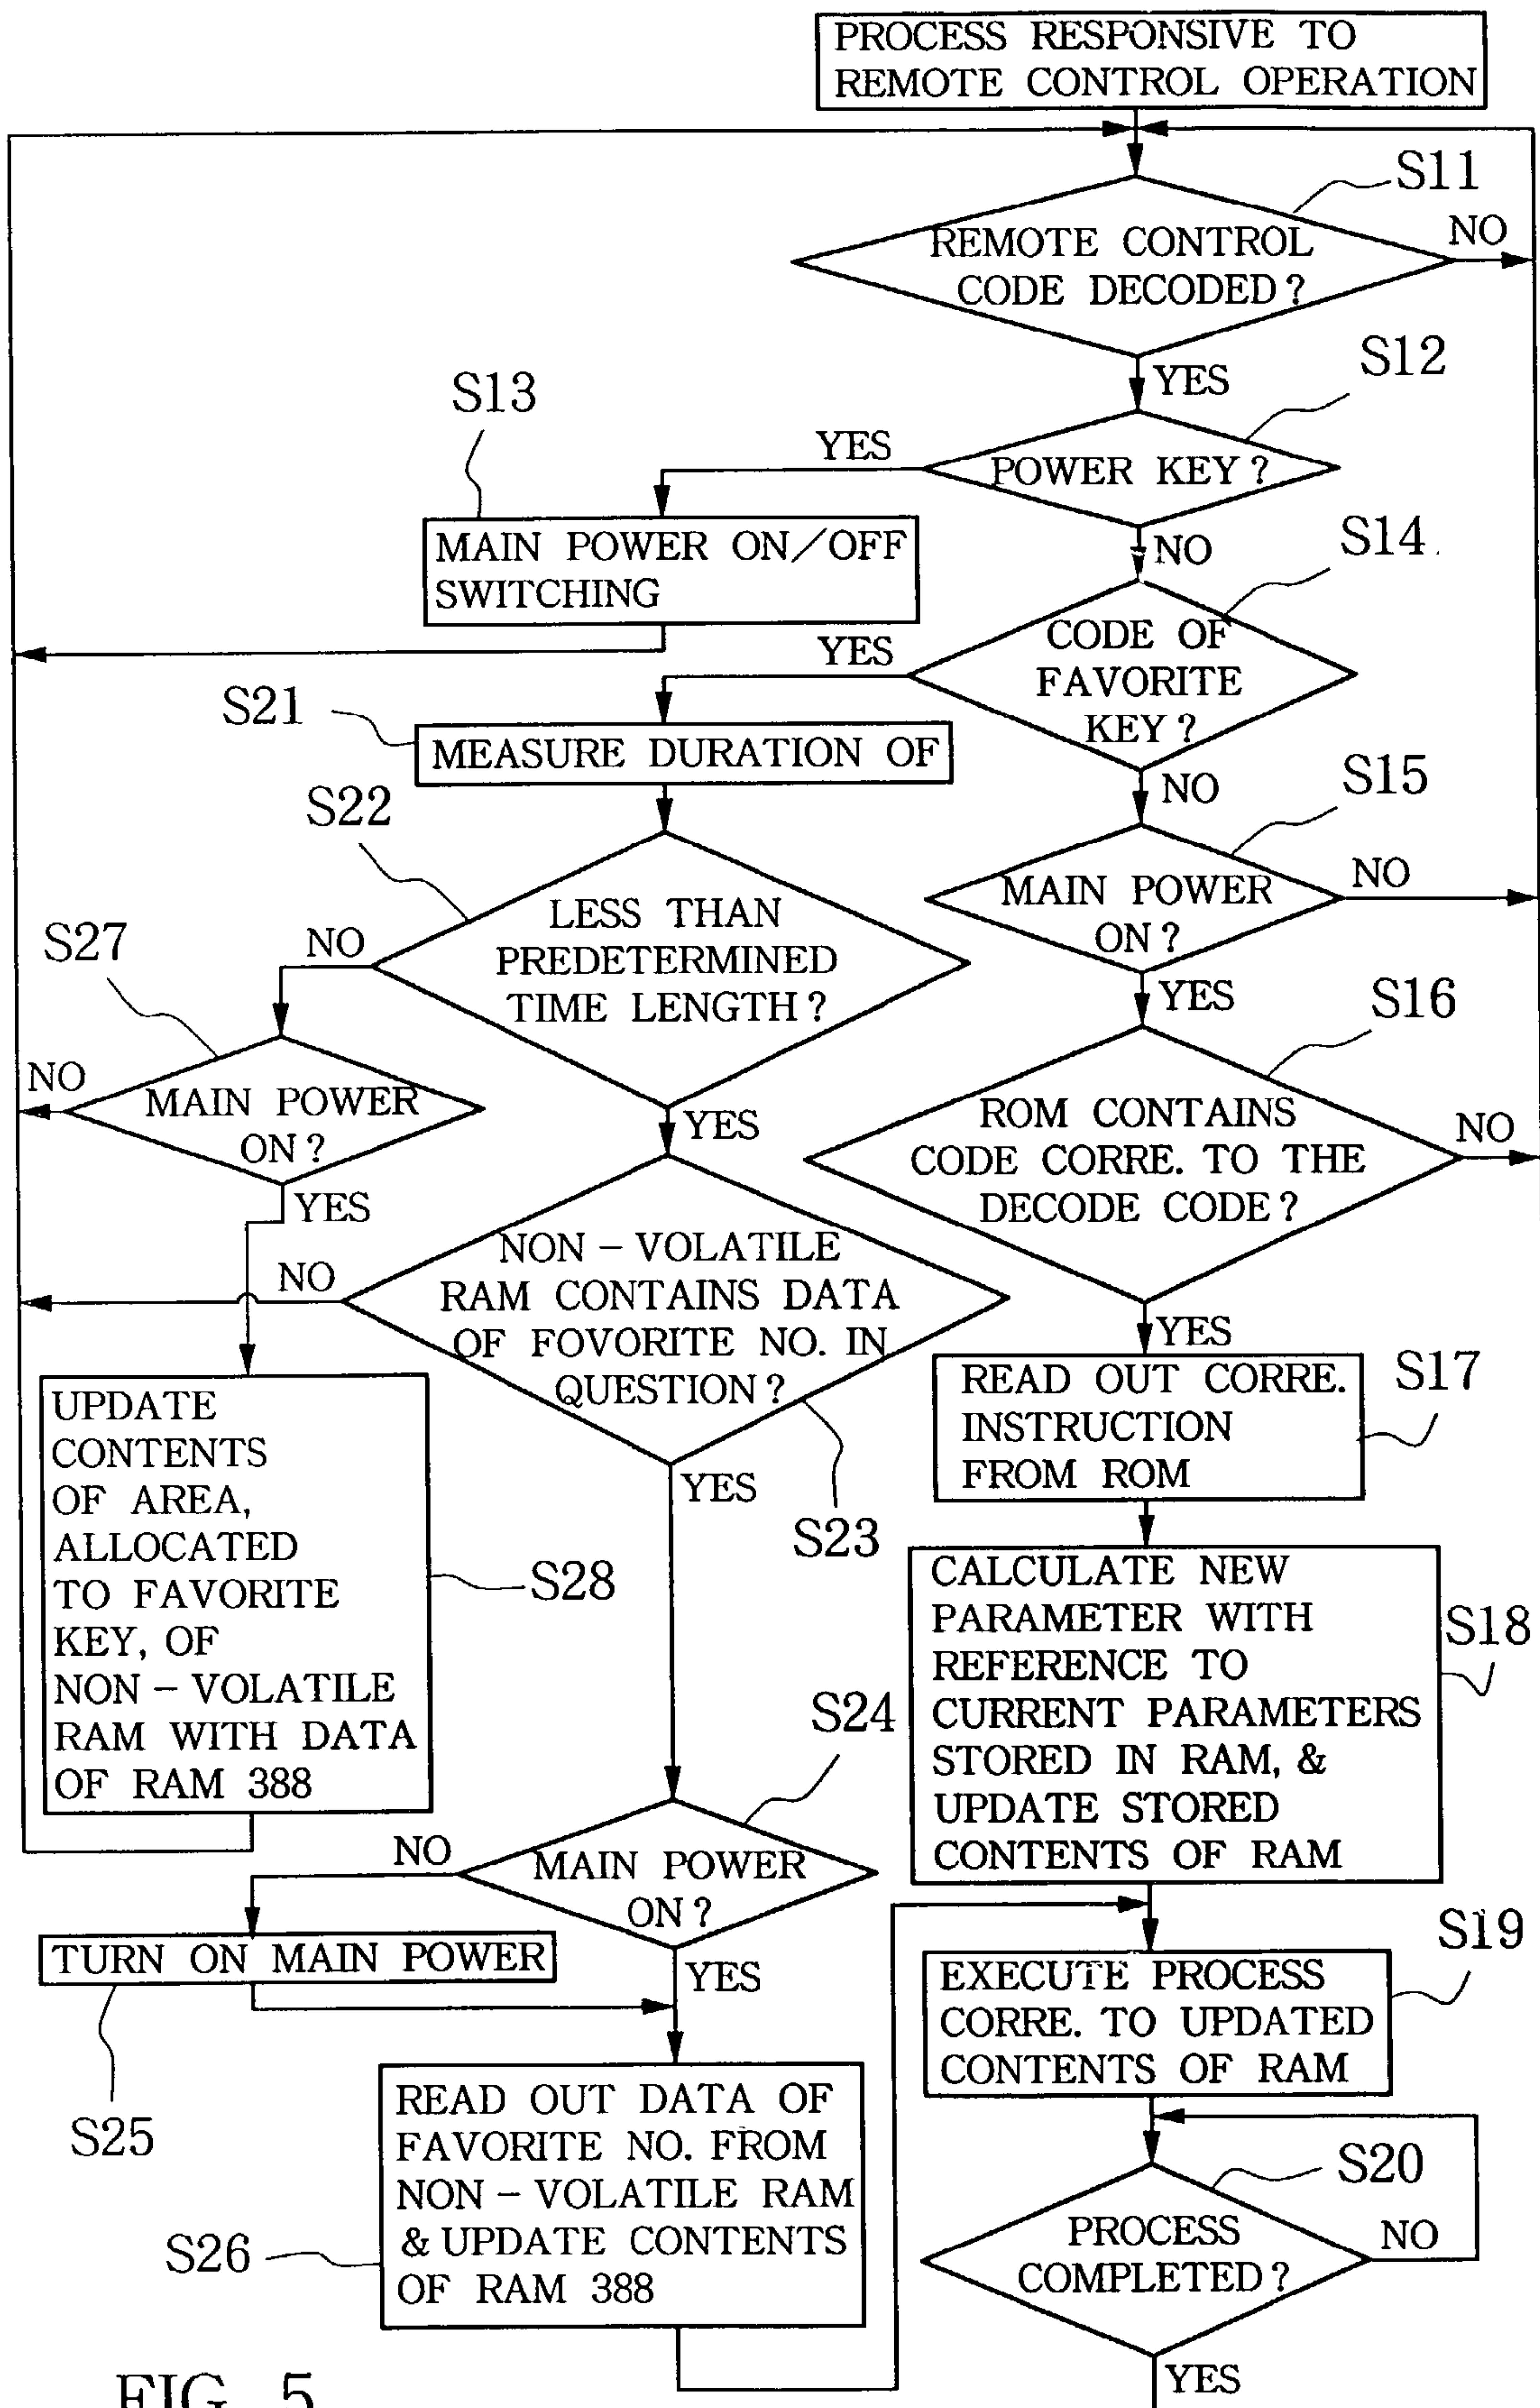 PROCESS RESPONSIVE TO
REMOTE CONTROL OPERATION
S11
REMOTE CONTROL
CODE DECODED?
NO
YES
S12
POWER KEY?
YES
S13
MAIN POWER ON/OFF
SWITCHING
NO
S14
CODE OF
FAVORITE
KEY?
YES
S21
MEASURE DURATION OF
NO
S15
MAIN POWER
ON?
NO
S22
LESS THAN
PREDETERMINED
TIME LENGTH?
NO
S27
MAIN POWER
ON?
NO
YES
YES
YES
S16
ROM CONTAINS
CODE CORRE. TO THE
DECODE CODE?
NO
NON-VOLATILE
RAM CONTAINS DATA
OF FOVORITE NO. IN
QUESTION?
NO
YES
S23
YES
READ OUT CORRE.
INSTRUCTION
FROM ROM
S17
UPDATE
CONTENTS
OF AREA,
ALLOCATED
TO FAVORITE
KEY, OF
NON-VOLATILE
RAM WITH DATA
OF RAM 388
S28
CALCULATE NEW
PARAMETER WITH
REFERENCE TO
CURRENT PARAMETERS
STORED IN RAM, &
UPDATE STORED
CONTENTS OF RAM
S18
S24
MAIN POWER
ON?
NO
TURN ON MAIN POWER
S25
YES
EXECUTE PROCESS
CORRE. TO UPDATED
CONTENTS OF RAM
S19
READ OUT DATA OF
FAVORITE NO. FROM
NON-VOLATILE RAM
& UPDATE CONTENTS
OF RAM 388
S26
S20
PROCESS
COMPLETED?
NO
YES
FIG. 5